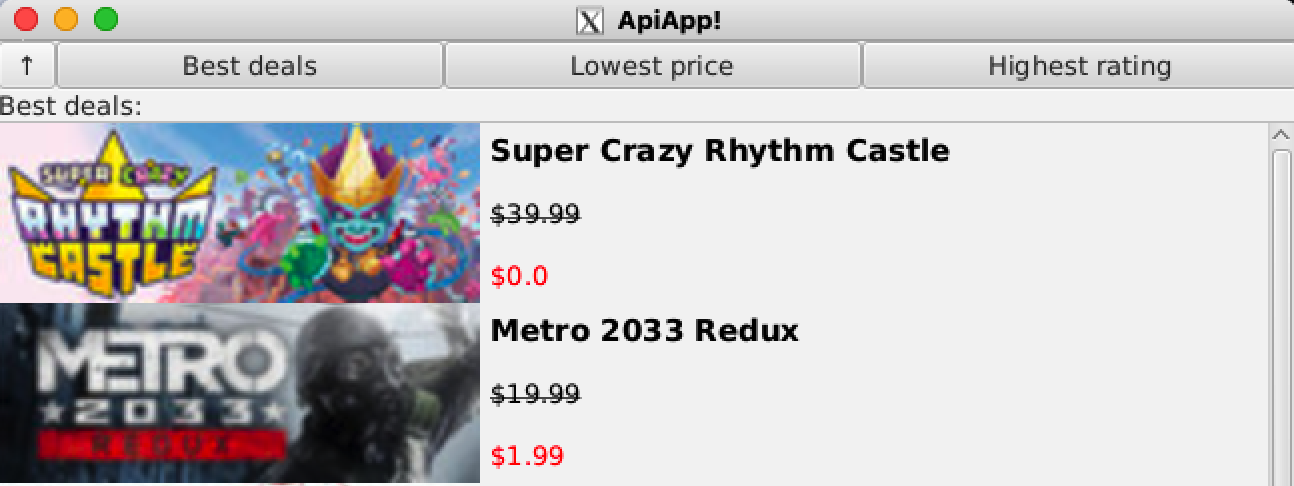 ApiApp!
↑ Best deals Lowest price Highest rating
Best deals:
SUPER CRAZY
RHYTHM
CASTLE
Super Crazy Rhythm Castle
$39.99
$0.0
METRO
2033
REDUX
Metro 2033 Redux
$19.99
$1.99